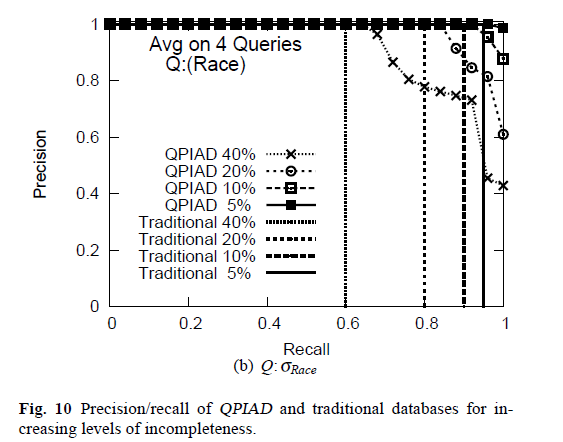 1
0.8
0.6
0.4
0.2
0
0 0.2 0.4 0.6 0.8 1
Precision
Recall
Avg on 4 Queries
Q:(Race)
QPIAD 40%
QPIAD 20%
QPIAD 10%
QPIAD 5%
Traditional 40%
Traditional 20%
Traditional 10%
Traditional 5%
(b) Q: σRace
Fig. 10 Precision/recall of QPIAD and traditional databases for in-
creasing levels of incompleteness.